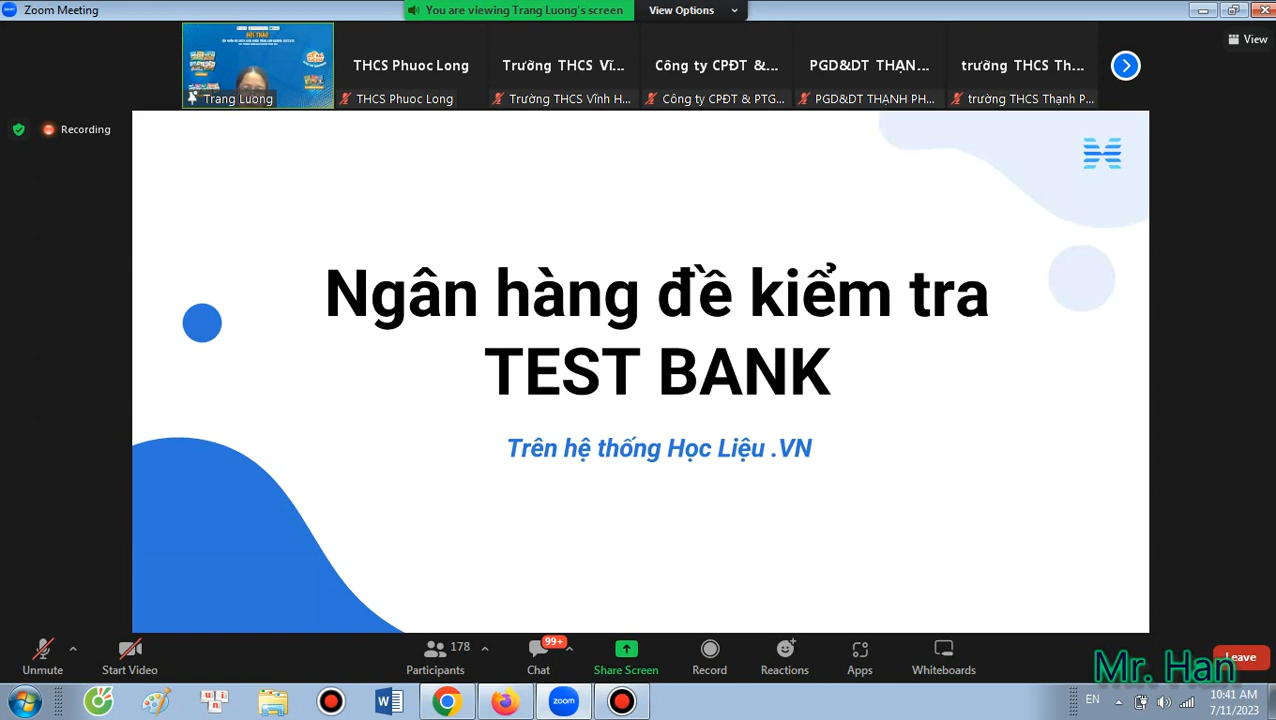 Zoom Meeting
You are viewing Trang Luong's screen
View Options
View
HỘI THẢO
Trang Luong
THCS Phuoc Long
THCS Phuoc Long
Trường THCS Vĩ...
Trường THCS Vĩnh H...
Công ty CPĐT &...
Công ty CPĐT & PTG...
PGD&DT THẠN...
PGD&DT THẠNH PH...
trường THCS Th...
trường THCS Thạnh P...
Recording
Ngân hàng đề kiểm tra
TEST BANK
Trên hệ thống Học Liệu .VN
Unmute
Start Video
178
Participants
99+
Chat
Share Screen
Record
Reactions
Apps
Whiteboards
Leave
Mr. Han
zoom
EN
10:41 AM
7/11/2023